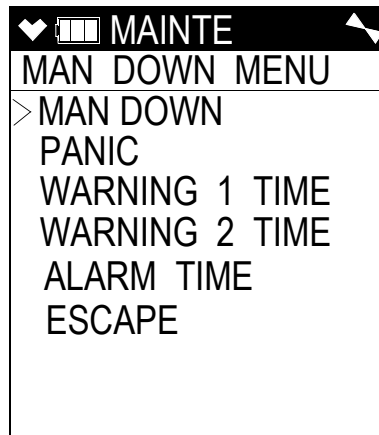 MAINTE
MAN DOWN MENU
>MAN DOWN
PANIC
WARNING 1 TIME
WARNING 2 TIME
ALARM TIME
ESCAPE